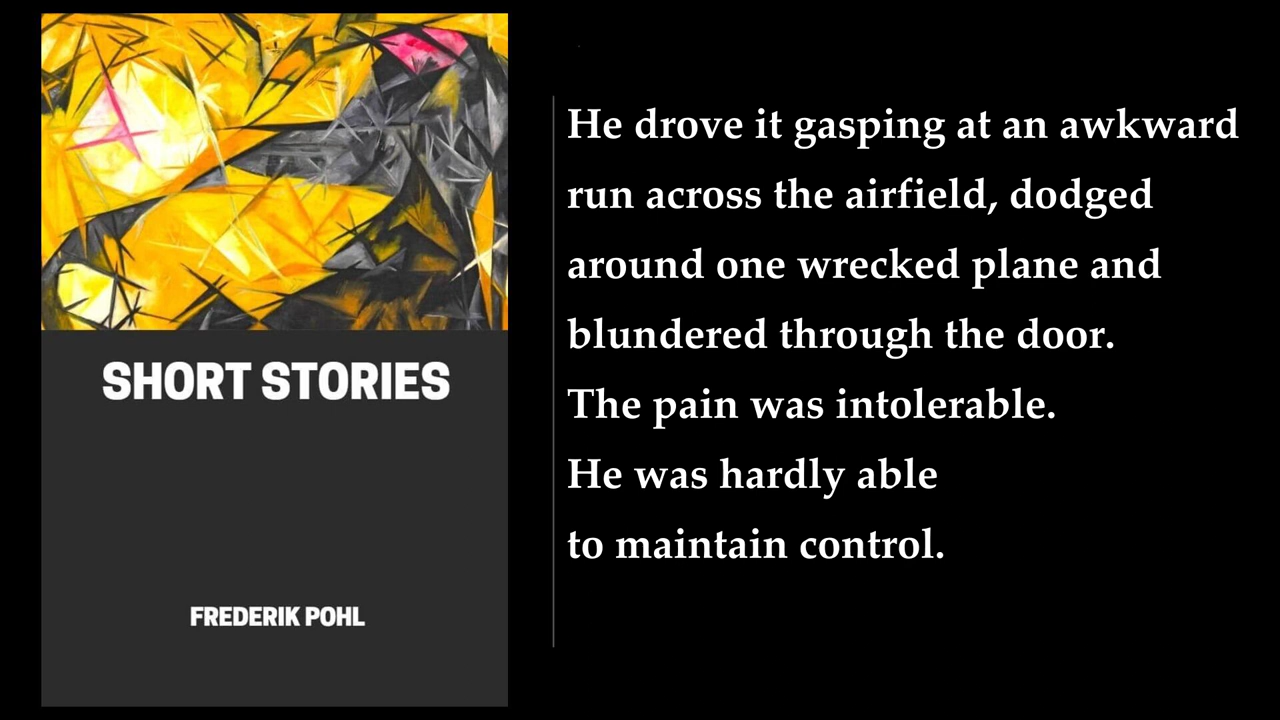 SHORT STORIES
FREDERIK POHL
He drove it gasping at an awkward
run across the airfield, dodged
around one wrecked plane and
blundered through the door.
The pain was intolerable.
He was hardly able
to maintain control.